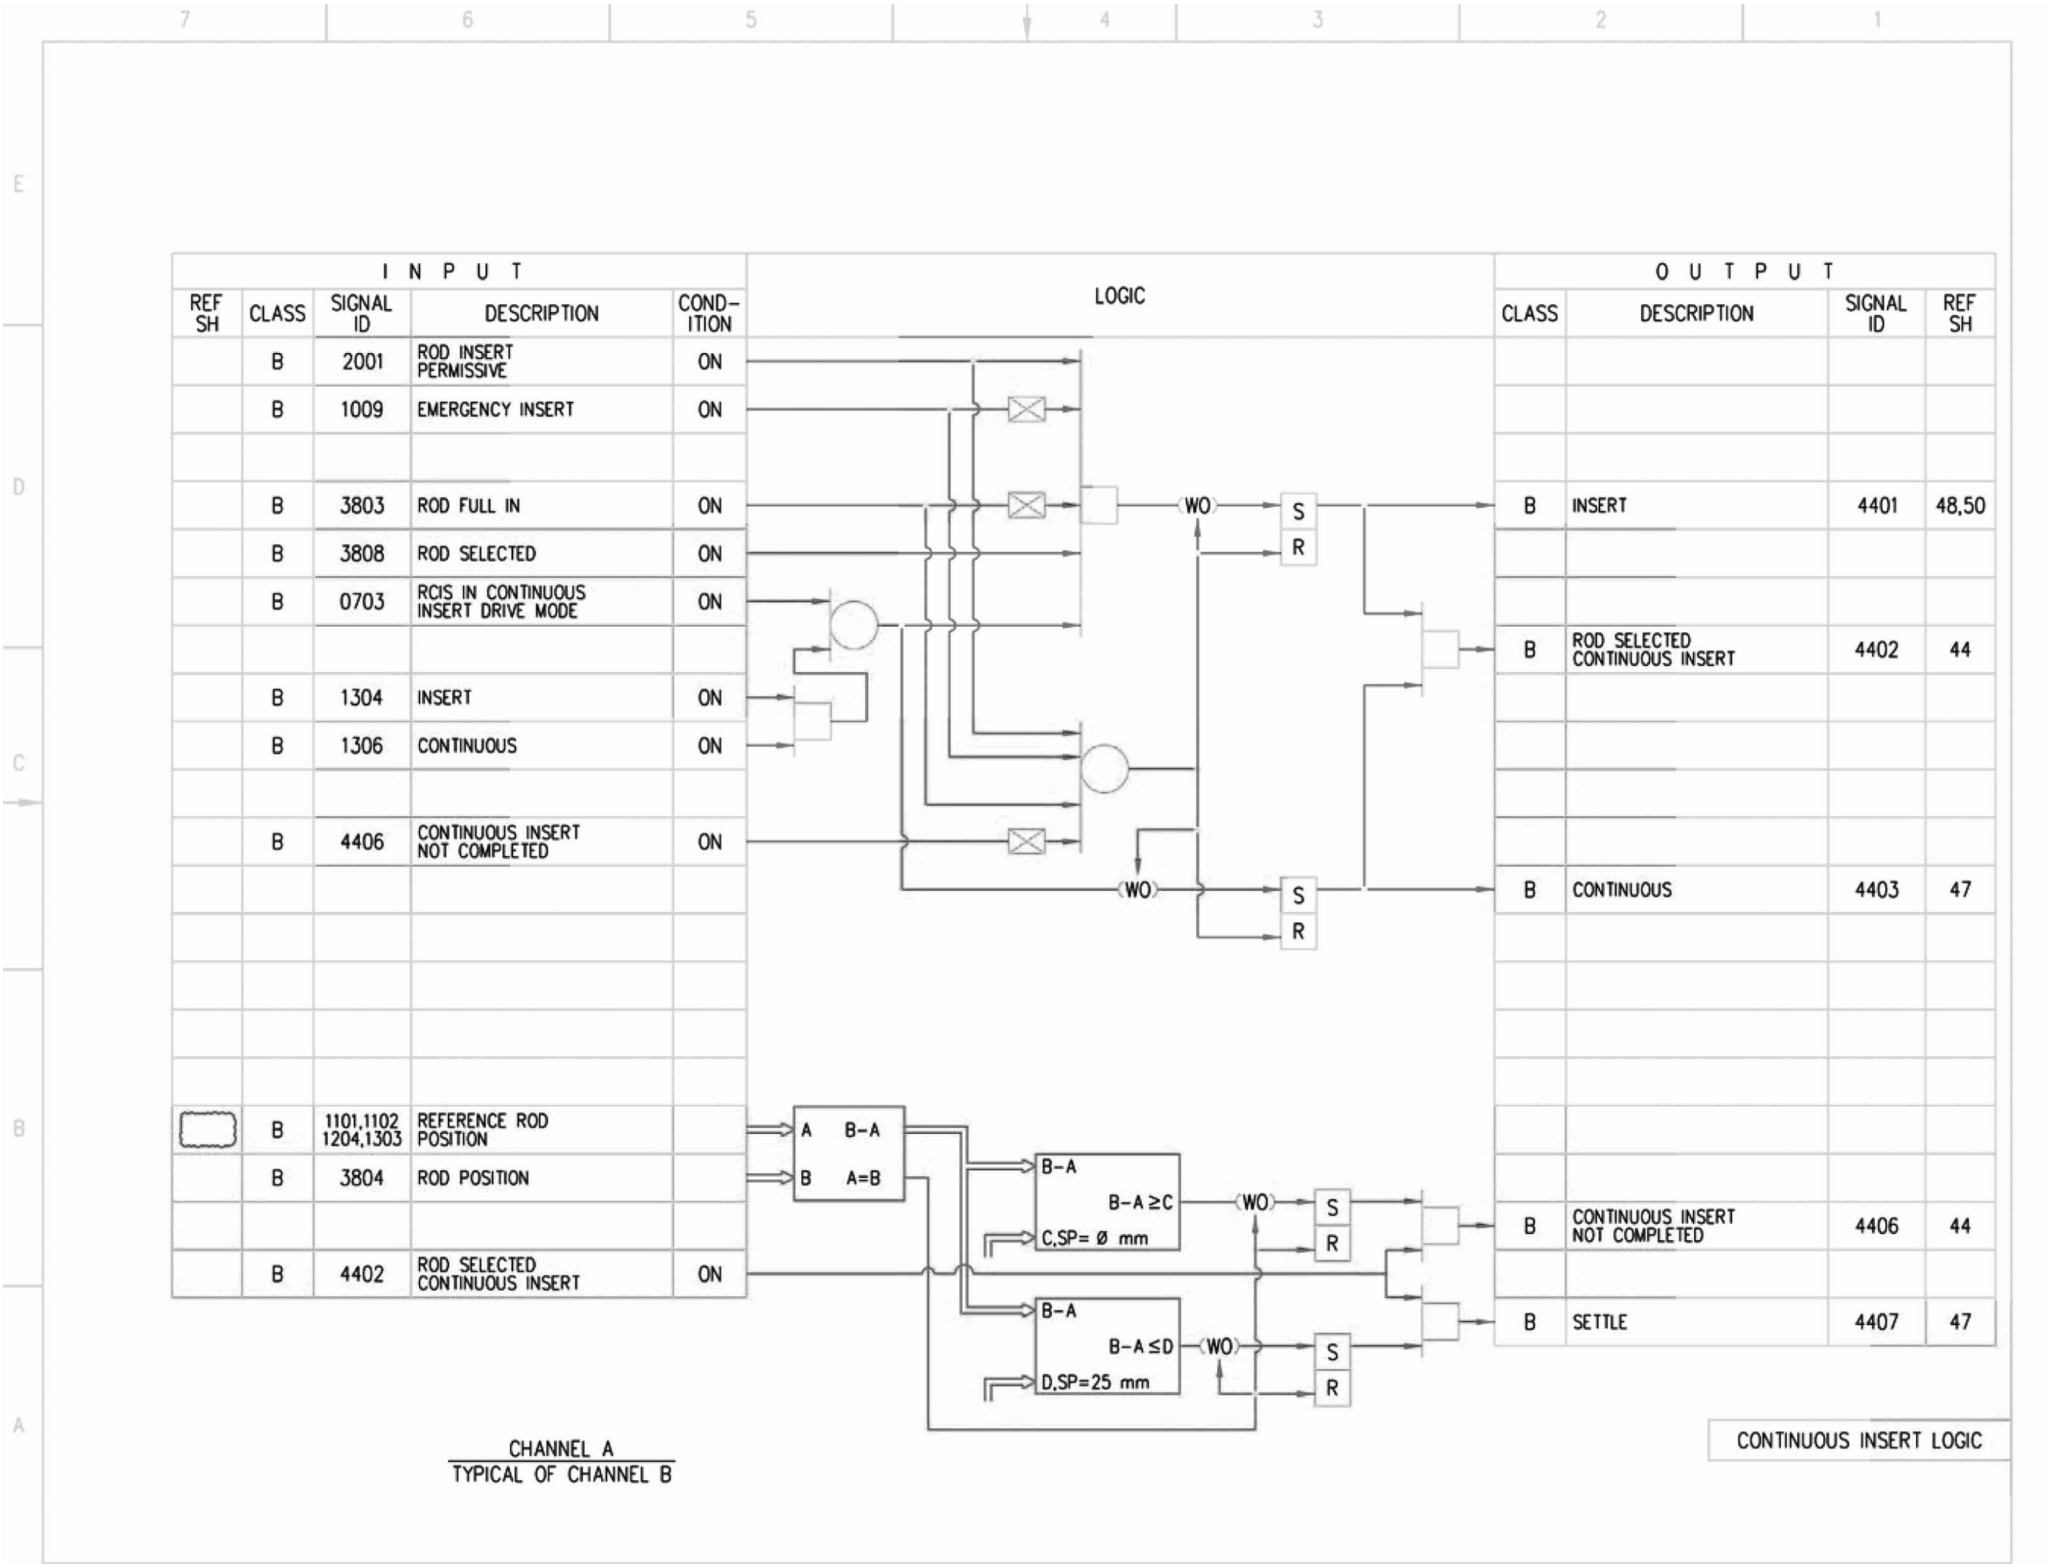 7 6 5 4 3 2 1
E
D
C
B
A
I N P U T
LOGIC
O U T P U T
REF SH
CLASS
SIGNAL ID
DESCRIPTION
COND-
ITION
CLASS
DESCRIPTION
SIGNAL ID
REF SH
B 2001 ROD INSERT
PERMISSIVE ON
B 1009 EMERGENCY INSERT ON
B 3803 ROD FULL IN ON
(WO) S
R
B INSERT 4401 48,50
B 3808 ROD SELECTED ON
B 0703 RCIS IN CONTINUOUS
INSERT DRIVE MODE ON
B ROD SELECTED
CONTINUOUS INSERT 4402 44
B 1304 INSERT ON
B 1306 CONTINUOUS ON
B 4406 CONTINUOUS INSERT
NOT COMPLETED ON
(WO) S
R
B CONTINUOUS 4403 47
B 1101,1102
1204,1303 REFERENCE ROD
POSITION
A B-A
B 3804 ROD POSITION
B A=B
B-A
B-A≥C
C,SP= Ø mm
(WO) S
R
B CONTINUOUS INSERT
NOT COMPLETED 4406 44
B 4402 ROD SELECTED
CONTINUOUS INSERT ON
B-A
B-A≤D
D,SP=25 mm
(WO) S
R
B SETTLE 4407 47
CHANNEL A
TYPICAL OF CHANNEL B
CONTINUOUS INSERT LOGIC